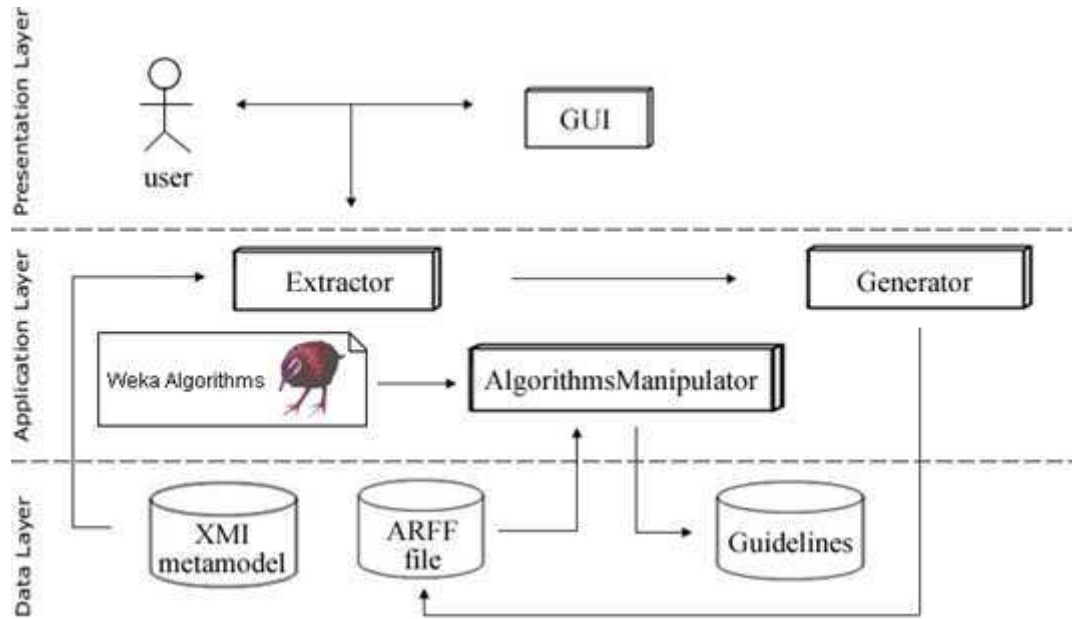 Presentation Layer
user
GUI
Application Layer
Extractor
Generator
Weka Algorithms
AlgorithmsManipulator
Data Layer
XMI
metamodel
ARFF
file
Guidelines